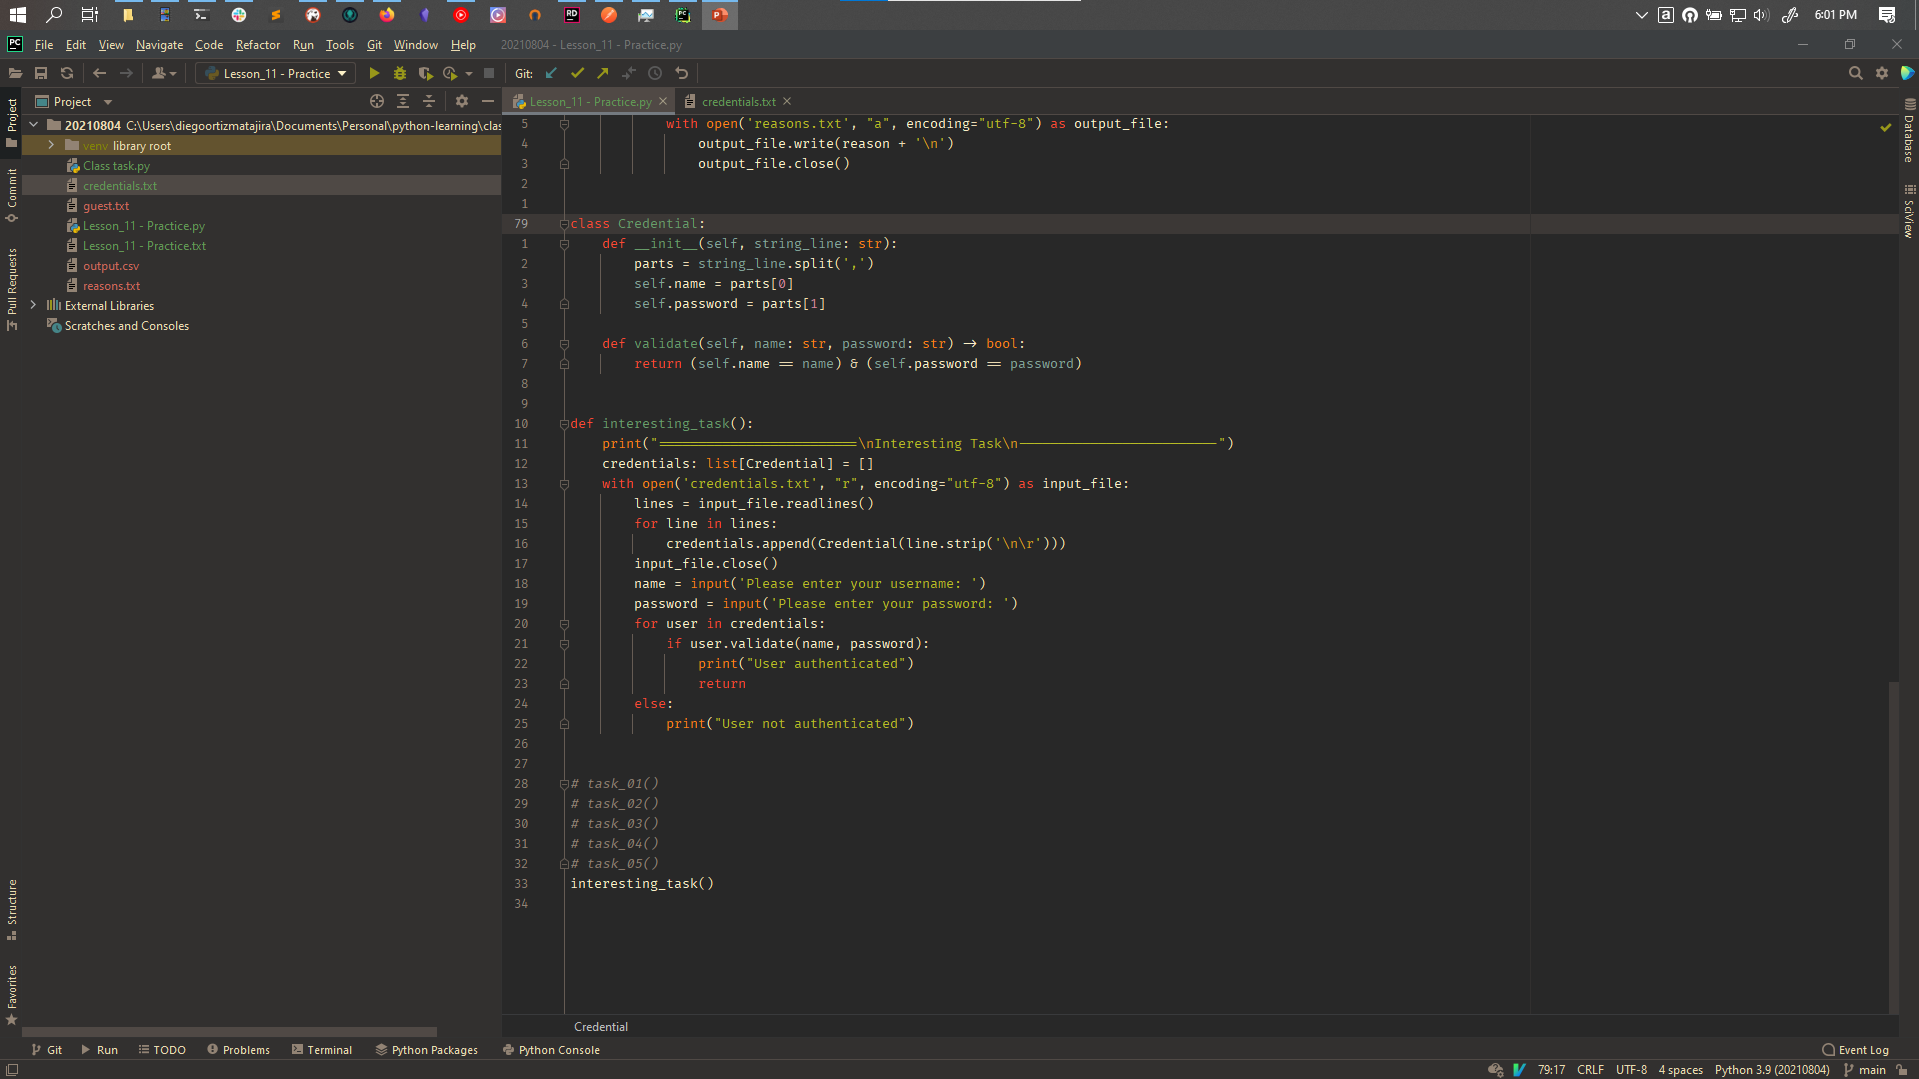 6:01 PM
PC File Edit View Navigate Code Refactor Run Tools Git Window Help 20210804 - Lesson_11 - Practice.py
Lesson_11 - Practice Git:
Project
Lesson_11 - Practice.py credentials.txt
20210804 C:\Users\diegoortizmatajira\Documents\Personal\python-learning\clas
venv library root
Class task.py
credentials.txt
guest.txt
Lesson_11 - Practice.py
Lesson_11 - Practice.txt
output.csv
reasons.txt
External Libraries
Scratches and Consoles
Project
Commit
Pull Requests
Structure
Favorites
5 with open('reasons.txt', "a", encoding="utf-8") as output_file:
4 output_file.write(reason + '\n')
3 output_file.close()
2
1
79 class Credential:
1 def __init__(self, string_line: str):
2 parts = string_line.split(',')
3 self.name = parts[0]
4 self.password = parts[1]
5
6 def validate(self, name: str, password: str) → bool:
7 return (self.name == name) & (self.password == password)
8
9
10 def interesting_task():
11 print("=========================\nInteresting Task\n-------------------------")
12 credentials: list[Credential] = []
13 with open('credentials.txt', "r", encoding="utf-8") as input_file:
14 lines = input_file.readlines()
15 for line in lines:
16 credentials.append(Credential(line.strip('\n\r')))
17 input_file.close()
18 name = input('Please enter your username: ')
19 password = input('Please enter your password: ')
20 for user in credentials:
21 if user.validate(name, password):
22 print("User authenticated")
23 return
24 else:
25 print("User not authenticated")
26
27
28 # task_01()
29 # task_02()
30 # task_03()
31 # task_04()
32 # task_05()
33 interesting_task()
34
Database
SciView
Credential
Git Run TODO Problems Terminal Python Packages Python Console Event Log
79:17 CRLF UTF-8 4 spaces Python 3.9 (20210804) main